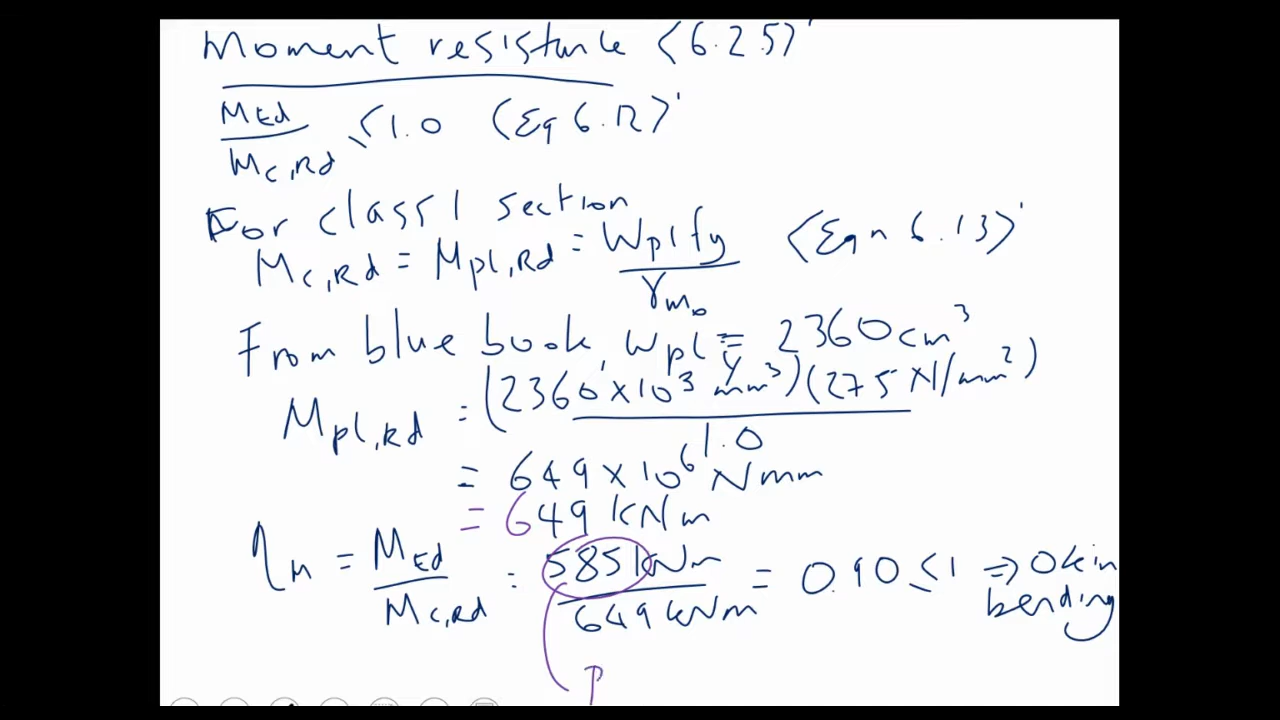 Moment resistance <6.2.5>'
MEd / Mc,Rd ≤ 1.0 <Eq 6.12>'
For class 1 section
Mc,Rd = Mpl,Rd = Wpl fy / γm0 <Eqn 6.13>'
From blue book, Wpl,y = 2360 cm³
Mpl,Rd = (2360 × 10³ mm³)(275 N/mm²) / 1.0
= 649 × 10⁶ Nmm
= 649 kNm
ηM = MEd / Mc,Rd = 585 kNm / 649 kNm = 0.90 ≤ 1 ⇒ Ok in
bending